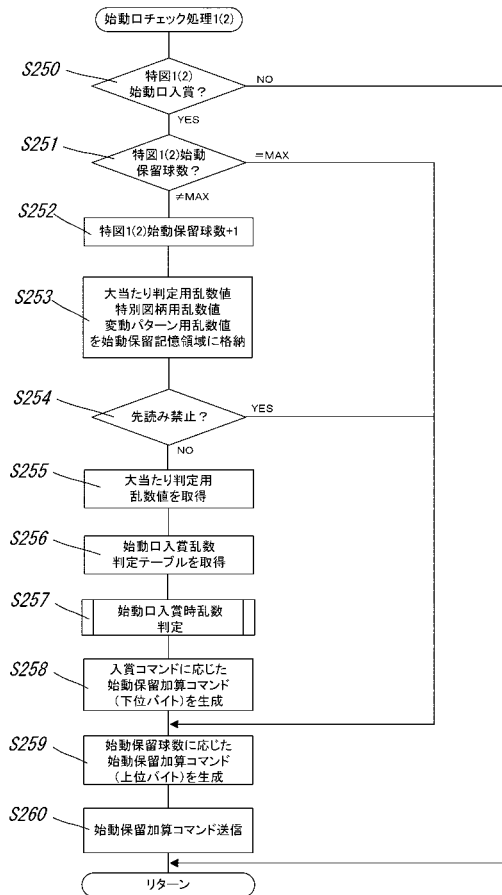 始動口チェック処理1(2)
S250
特図1(2)
始動口入賞?
NO
YES
S251
特図1(2)始動
保留球数?
=MAX
≠MAX
S252
特図1(2)始動保留球数+1
S253
大当たり判定用乱数値
特別図柄用乱数値
変動パターン用乱数値
を始動保留記憶領域に格納
S254
先読み禁止?
YES
NO
S255
大当たり判定用
乱数値を取得
S256
始動口入賞乱数
判定テーブルを取得
S257
始動口入賞時乱数
判定
S258
入賞コマンドに応じた
始動保留加算コマンド
(下位バイト)を生成
S259
始動保留球数に応じた
始動保留加算コマンド
(上位バイト)を生成
S260
始動保留加算コマンド送信
リターン